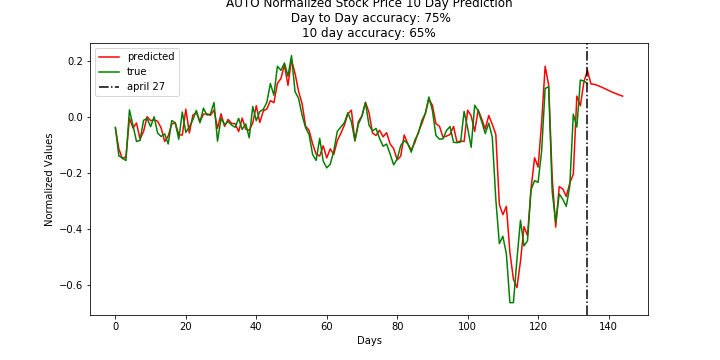 AUTO Normalized Stock Price 10 Day Prediction
Day to Day accuracy: 75%
10 day accuracy: 65%
predicted
true
april 27
0.2
0.0
−0.2
−0.4
−0.6
Normalized Values
0 20 40 60 80 100 120 140
Days